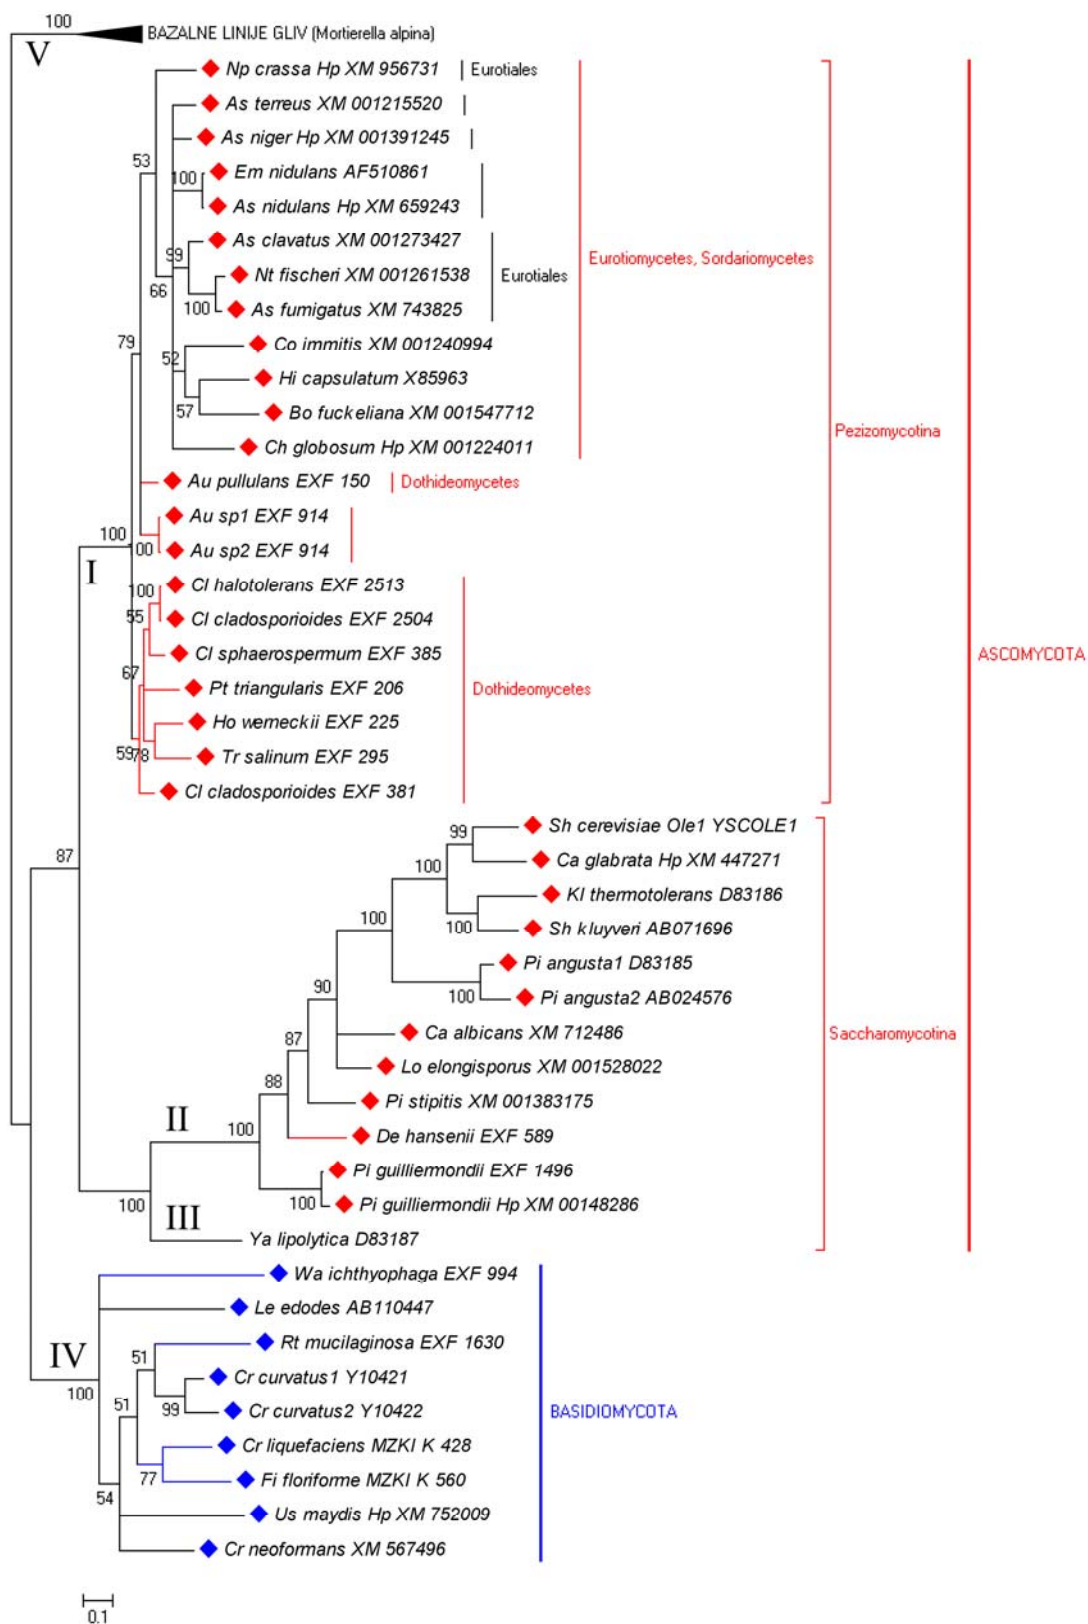 100
V
BAZALNE LINIJE GLIV (Mortierella alpina)
Np crassa Hp XM 956731
Eurotiales
As terreus XM 001215520
As niger Hp XM 001391245
53
Em nidulans AF510861
100
As nidulans Hp XM 659243
As clavatus XM 001273427
99
Eurotiomycetes, Sordariomycetes
Nt fischeri XM 001261538
Eurotiales
66
As fumigatus XM 743825
100
79
Co immitis XM 001240994
52
Hi capsulatum X85963
57
Bo fuckeliana XM 001547712
Pezizomycotina
Ch globosum Hp XM 001224011
Au pullulans EXF 150
Dothideomycetes
Au sp1 EXF 914
100
100
Au sp2 EXF 914
I
Cl halotolerans EXF 2513
100
55
Cl cladosporioides EXF 2504
Cl sphaerospermum EXF 385
ASCOMYCOTA
67
Pt triangularis EXF 206
Dothideomycetes
Ho werneckii EXF 225
59
78
Tr salinum EXF 295
Cl cladosporioides EXF 381
Sh cerevisiae Ole1 YSCOLE1
99
87
100
Ca glabrata Hp XM 447271
Kl thermotolerans D83186
100
100
Sh kluyveri AB071696
Pi angusta1 D83185
90
100
Pi angusta2 AB024576
Ca albicans XM 712486
Saccharomycotina
87
Lo elongisporus XM 001528022
88
Pi stipitis XM 001383175
II
100
De hansenii EXF 589
Pi guilliermondii EXF 1496
100
100
Pi guilliermondii Hp XM 00148286
III
Ya lipolytica D83187
Wa ichthyophaga EXF 994
Le edodes AB110447
IV
51
Rt mucilaginosa EXF 1630
Cr curvatus1 Y10421
100
51
99
Cr curvatus2 Y10422
BASIDIOMYCOTA
Cr liquefaciens MZKI K 428
77
Fi floriforme MZKI K 560
54
Us maydis Hp XM 752009
Cr neoformans XM 567496
0.1